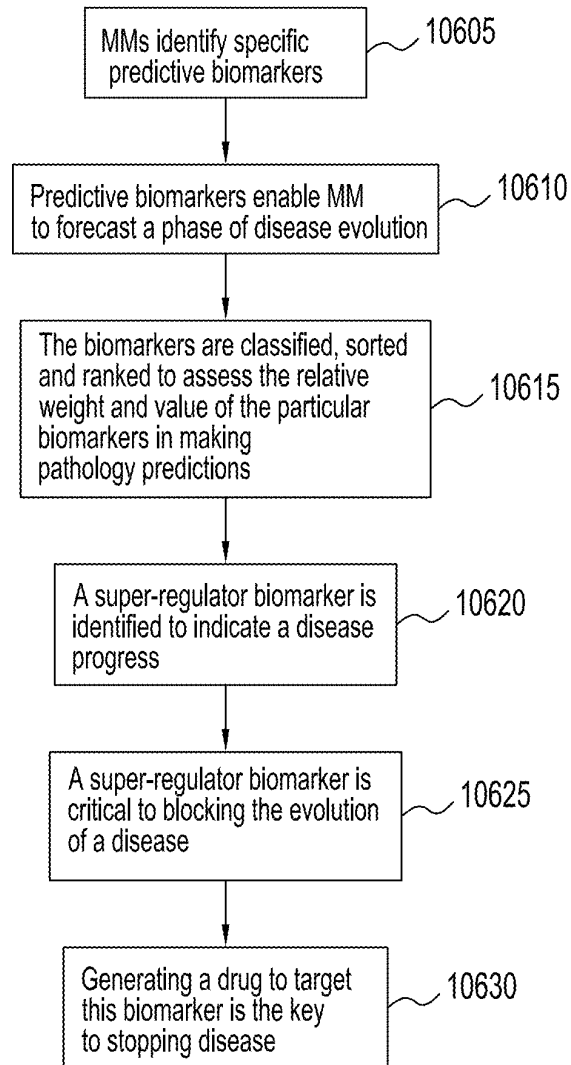 MMs identify specific
predictive biomarkers
10605
Predictive biomarkers enable MM
to forecast a phase of disease evolution
10610
The biomarkers are classified, sorted
and ranked to assess the relative
weight and value of the particular
biomarkers in making
pathology predictions
10615
A super-regulator biomarker is
identified to indicate a disease
progress
10620
A super-regulator biomarker is
critical to blocking the evolution
of a disease
10625
Generating a drug to target
this biomarker is the key
to stopping disease
10630